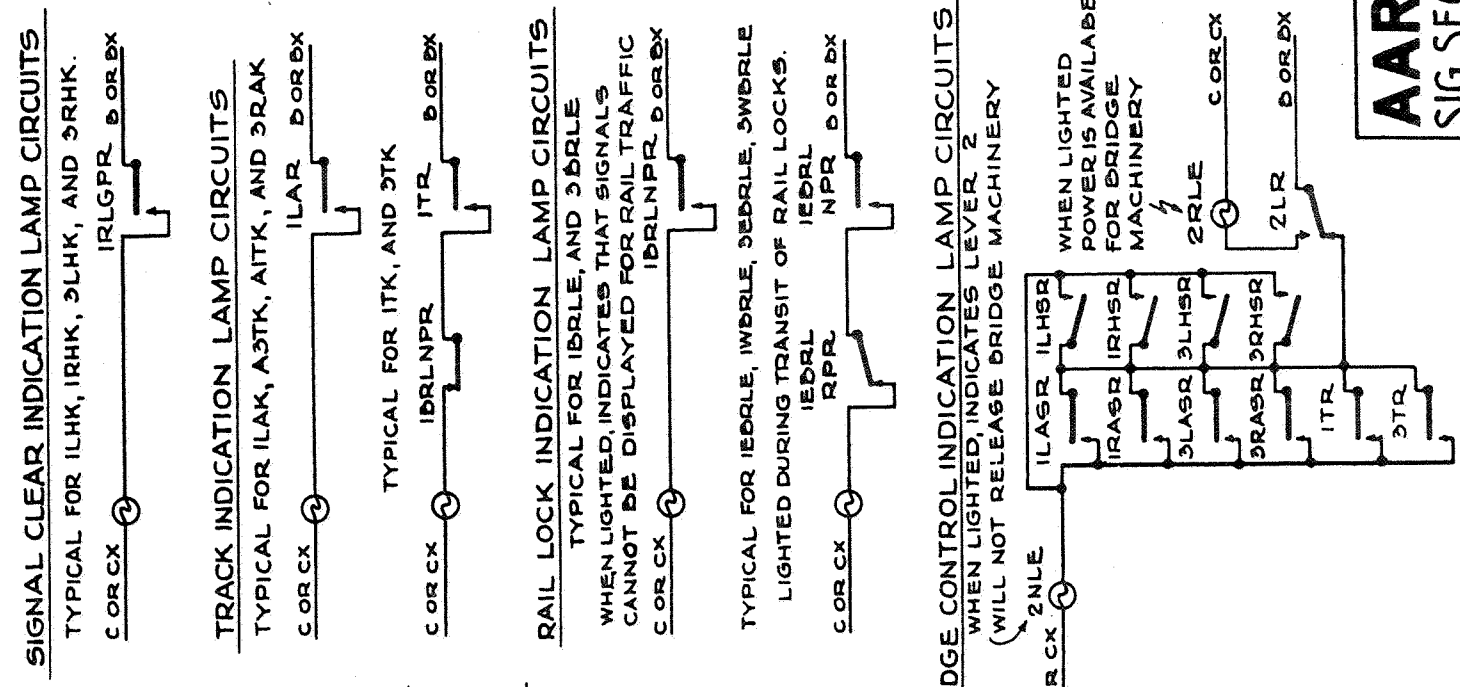 SIGNAL CLEAR INDICATION LAMP CIRCUITS
TYPICAL FOR 1LHK, 1RHK, 3LHK, AND 3RHK.
C OR CX
1RLGPR
B OR BX
TRACK INDICATION LAMP CIRCUITS
TYPICAL FOR 1LAK, A3TK, A1TK, AND 3RAK
C OR CX
1LAR
B OR BX
TYPICAL FOR 1TK, AND 3TK
C OR CX
1BRLNPR
1TR
B OR BX
RAIL LOCK INDICATION LAMP CIRCUITS
TYPICAL FOR 1BRLE, AND 3BRLE
WHEN LIGHTED, INDICATES THAT SIGNALS
CANNOT BE DISPLAYED FOR RAIL TRAFFIC
C OR CX
1BRLNPR
B OR BX
TYPICAL FOR 1EBRLE, 1WBRLE, 3EBRLE, 3WBRLE
LIGHTED DURING TRANSIT OF RAIL LOCKS.
C OR CX
1EBRL
RPR
1EBRL
NPR
B OR BX
DGE CONTROL INDICATION LAMP CIRCUITS
WHEN LIGHTED, INDICATES LEVER 2
(WILL NOT RELEASE BRIDGE MACHINERY
2NLE
R CX
1LASR
1LHSR
1RASR
1RHSR
3LASR
3LHSR
3RASR
3RHSR
1TR
3TR
WHEN LIGHTED
POWER IS AVAILABE
FOR BRIDGE
MACHINERY
2RLE
C OR CX
2LR
B OR BX
AAR
SIG SE